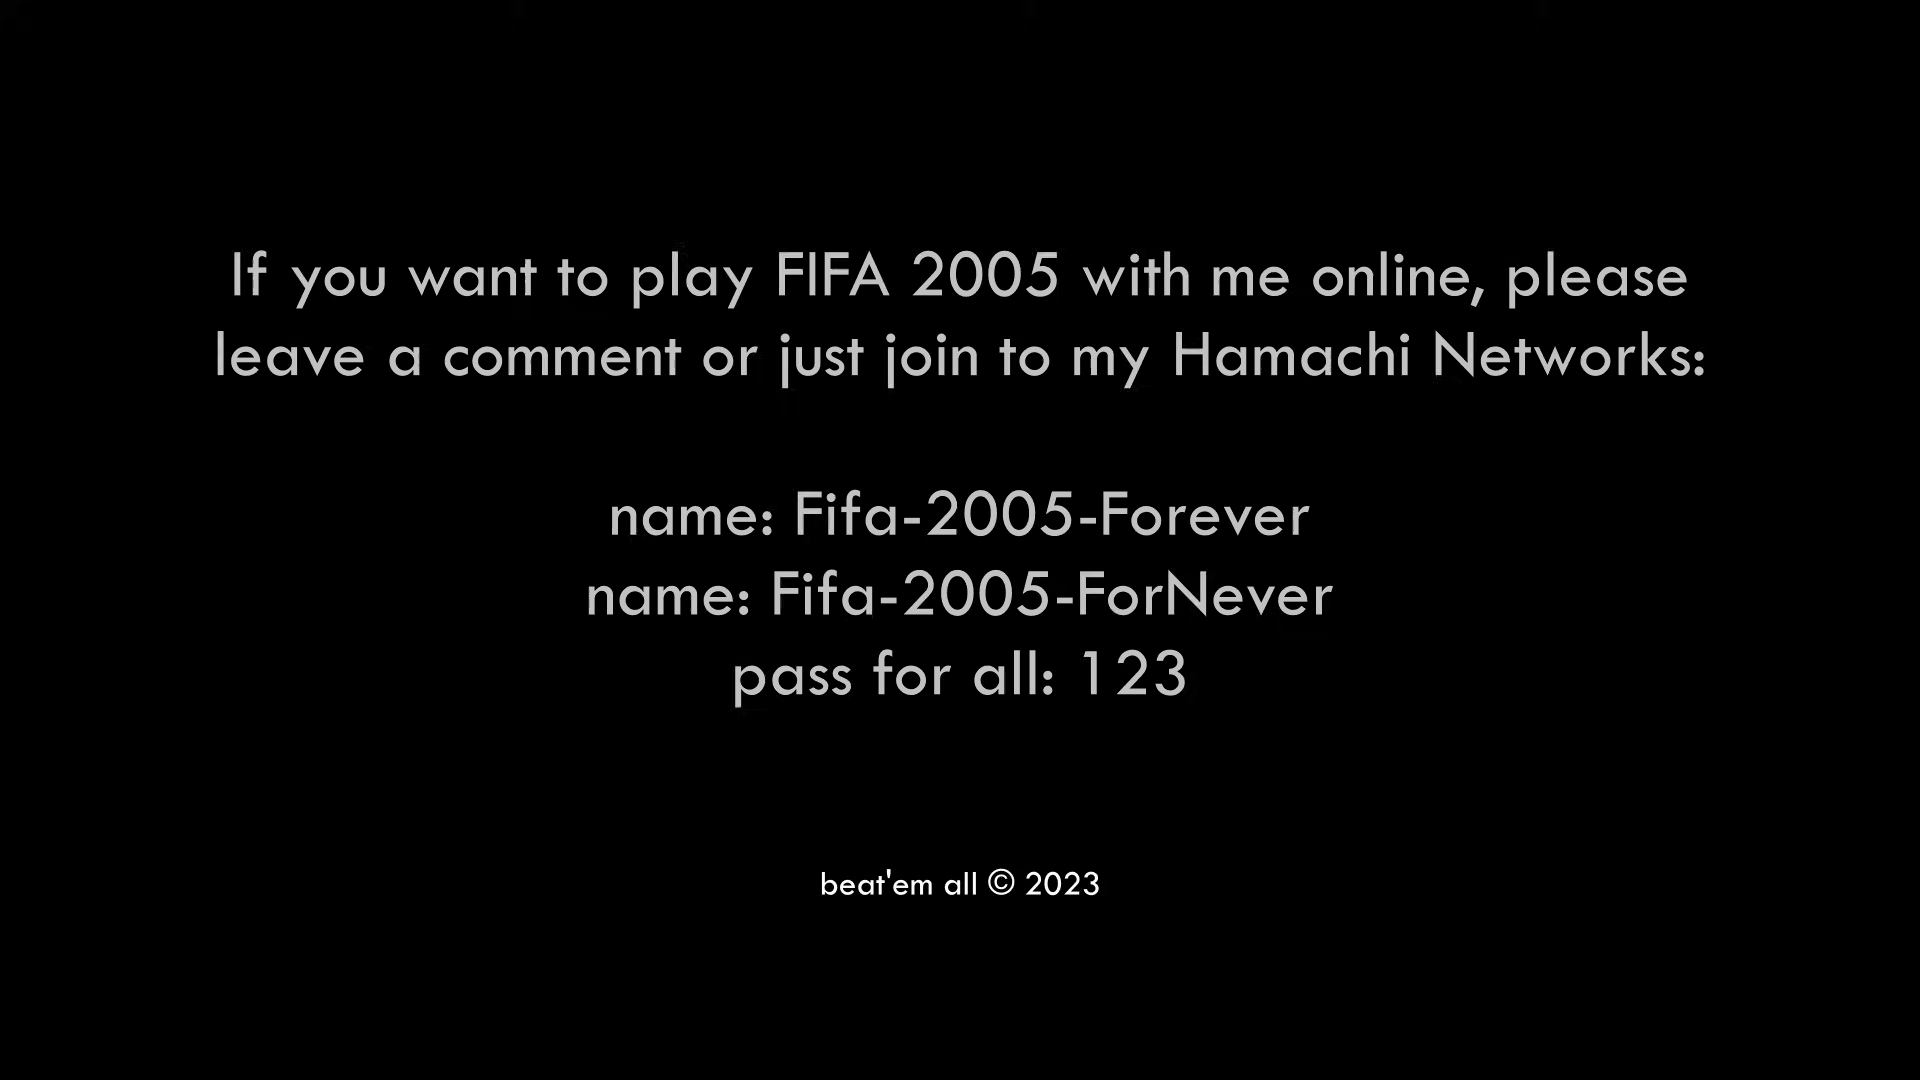 If you want to play FIFA 2005 with me online, please
leave a comment or just join to my Hamachi Networks:
name: Fifa-2005-Forever
name: Fifa-2005-ForNever
pass for all: 123
beat'em all © 2023